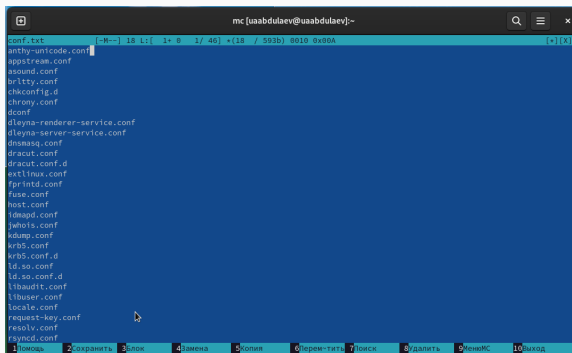 mc [uaabdulaev@uaabdulaev]:~
conf.txt [-M--] 18 L:[ 1+ 0 1/ 46] *(18 / 593b) 0010 0x00A [*][X]
anthy-unicode.conf
appstream.conf
asound.conf
brltty.conf
chkconfig.d
chrony.conf
dconf
dleyna-renderer-service.conf
dleyna-server-service.conf
dnsmasq.conf
dracut.conf
dracut.conf.d
extlinux.conf
fprintd.conf
fuse.conf
host.conf
idmapd.conf
jwhois.conf
kdump.conf
krb5.conf
krb5.conf.d
ld.so.conf
ld.so.conf.d
libaudit.conf
libuser.conf
locale.conf
request-key.conf
resolv.conf
rsyncd.conf
1Помощь 2Сохранить 3Блок 4Замена 5Копия 6Перем~тить 7Поиск 8Удалить 9МенюMC 10Выход